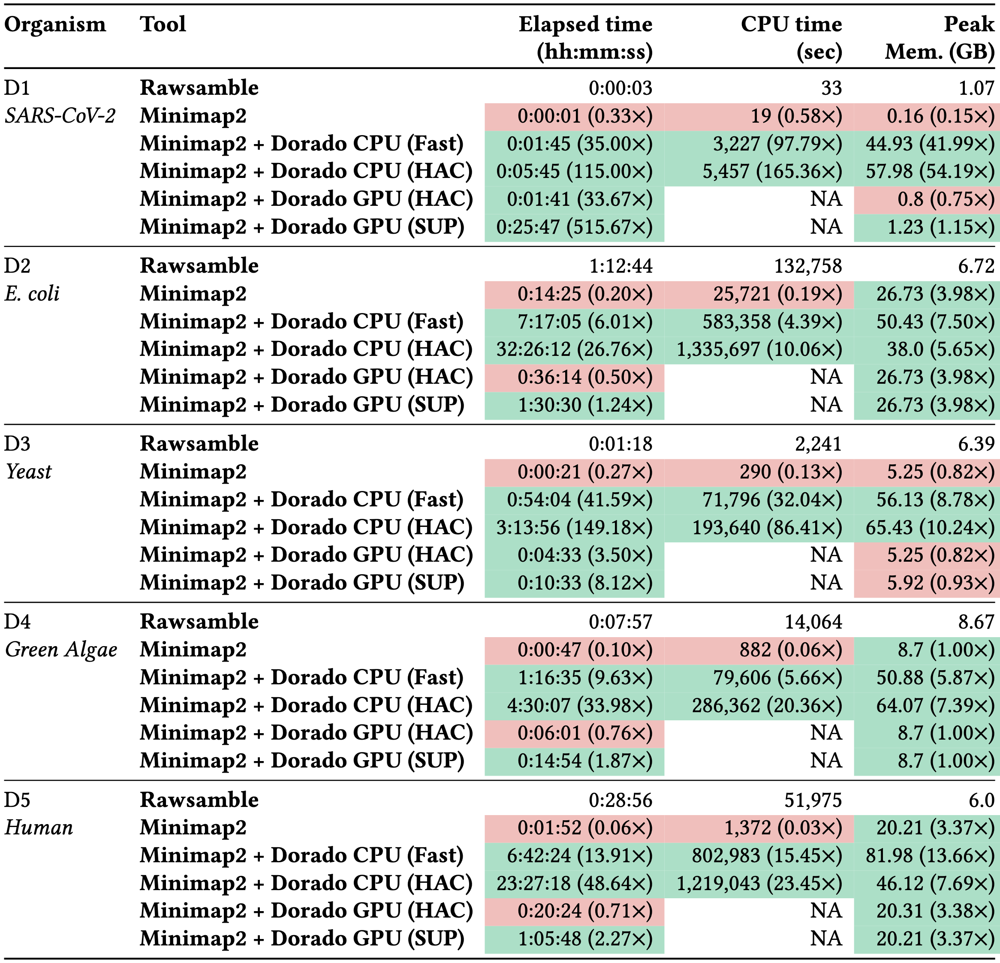 Organism Tool Elapsed time CPU time Peak
(hh:mm:ss) (sec) Mem. (GB)
D1 Rawsamble 0:00:03 33 1.07
SARS-CoV-2 Minimap2 0:00:01 (0.33×) 19 (0.58×) 0.16 (0.15×)
Minimap2 + Dorado CPU (Fast) 0:01:45 (35.00×) 3,227 (97.79×) 44.93 (41.99×)
Minimap2 + Dorado CPU (HAC) 0:05:45 (115.00×) 5,457 (165.36×) 57.98 (54.19×)
Minimap2 + Dorado GPU (HAC) 0:01:41 (33.67×) NA 0.8 (0.75×)
Minimap2 + Dorado GPU (SUP) 0:25:47 (515.67×) NA 1.23 (1.15×)
D2 Rawsamble 1:12:44 132,758 6.72
E. coli Minimap2 0:14:25 (0.20×) 25,721 (0.19×) 26.73 (3.98×)
Minimap2 + Dorado CPU (Fast) 7:17:05 (6.01×) 583,358 (4.39×) 50.43 (7.50×)
Minimap2 + Dorado CPU (HAC) 32:26:12 (26.76×) 1,335,697 (10.06×) 38.0 (5.65×)
Minimap2 + Dorado GPU (HAC) 0:36:14 (0.50×) NA 26.73 (3.98×)
Minimap2 + Dorado GPU (SUP) 1:30:30 (1.24×) NA 26.73 (3.98×)
D3 Rawsamble 0:01:18 2,241 6.39
Yeast Minimap2 0:00:21 (0.27×) 290 (0.13×) 5.25 (0.82×)
Minimap2 + Dorado CPU (Fast) 0:54:04 (41.59×) 71,796 (32.04×) 56.13 (8.78×)
Minimap2 + Dorado CPU (HAC) 3:13:56 (149.18×) 193,640 (86.41×) 65.43 (10.24×)
Minimap2 + Dorado GPU (HAC) 0:04:33 (3.50×) NA 5.25 (0.82×)
Minimap2 + Dorado GPU (SUP) 0:10:33 (8.12×) NA 5.92 (0.93×)
D4 Rawsamble 0:07:57 14,064 8.67
Green Algae Minimap2 0:00:47 (0.10×) 882 (0.06×) 8.7 (1.00×)
Minimap2 + Dorado CPU (Fast) 1:16:35 (9.63×) 79,606 (5.66×) 50.88 (5.87×)
Minimap2 + Dorado CPU (HAC) 4:30:07 (33.98×) 286,362 (20.36×) 64.07 (7.39×)
Minimap2 + Dorado GPU (HAC) 0:06:01 (0.76×) NA 8.7 (1.00×)
Minimap2 + Dorado GPU (SUP) 0:14:54 (1.87×) NA 8.7 (1.00×)
D5 Rawsamble 0:28:56 51,975 6.0
Human Minimap2 0:01:52 (0.06×) 1,372 (0.03×) 20.21 (3.37×)
Minimap2 + Dorado CPU (Fast) 6:42:24 (13.91×) 802,983 (15.45×) 81.98 (13.66×)
Minimap2 + Dorado CPU (HAC) 23:27:18 (48.64×) 1,219,043 (23.45×) 46.12 (7.69×)
Minimap2 + Dorado GPU (HAC) 0:20:24 (0.71×) NA 20.31 (3.38×)
Minimap2 + Dorado GPU (SUP) 1:05:48 (2.27×) NA 20.21 (3.37×)